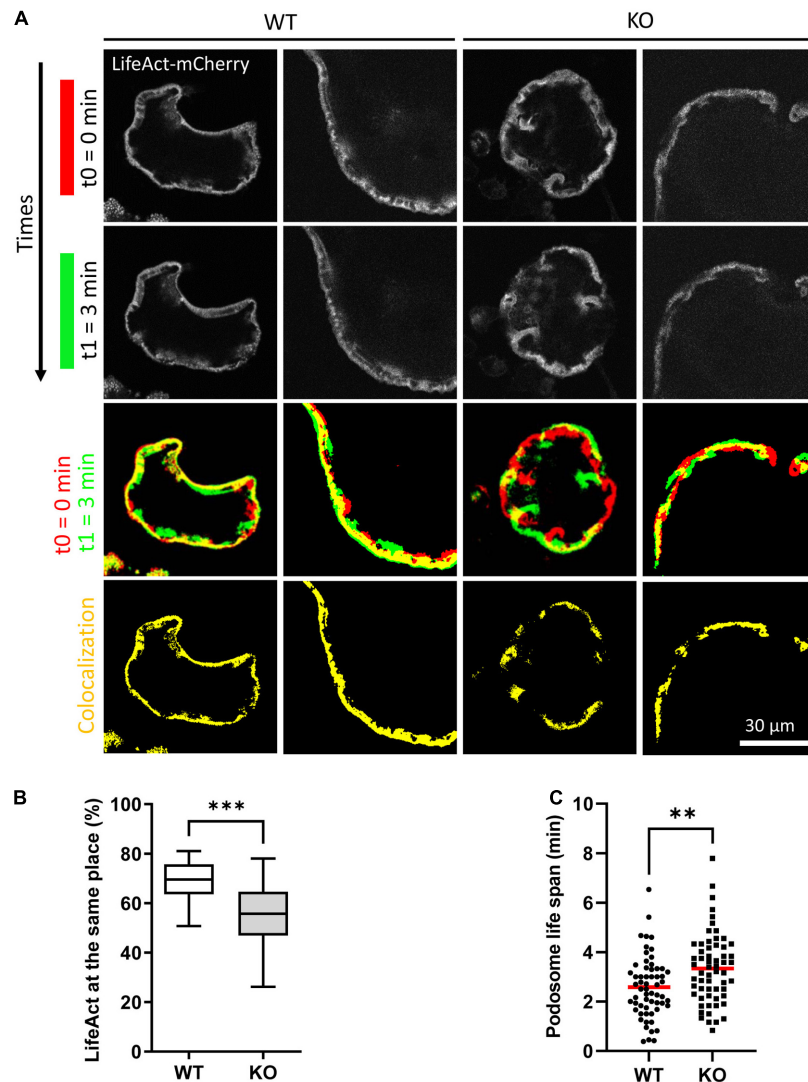 A
WT
KO
LifeAct-mCherry
Times
t0 = 0 min
t1 = 3 min
t0 = 0 min
t1 = 3 min
Colocalization
30 µm
B
LifeAct at the same place (%)
100
80
60
40
20
0
***
WT
KO
C
Podosome life span (min)
10
8
6
4
2
0
**
WT
KO